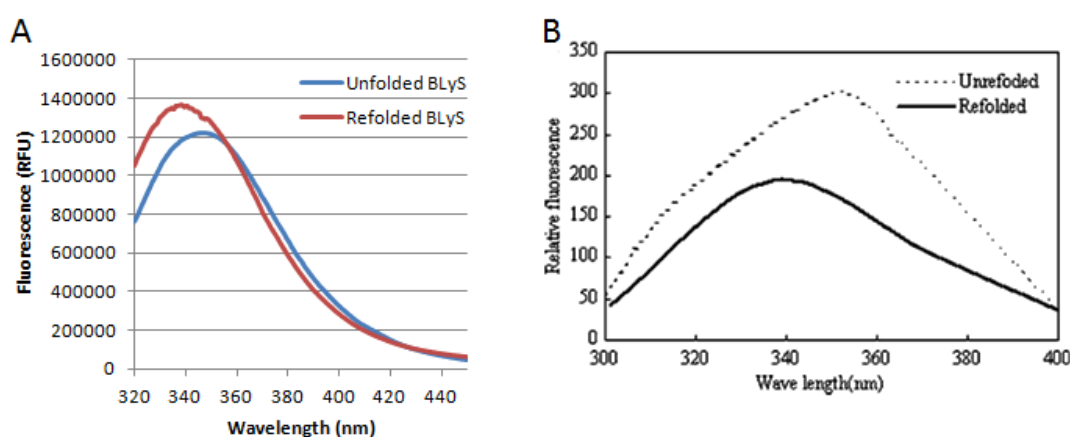 A
1600000
1400000
1200000
1000000
800000
600000
400000
200000
0
320 340 360 380 400 420 440
Fluorescence (RFU)
Wavelength (nm)
Unfolded BLyS
Refolded BLyS
B
350
300
250
200
150
100
50
0
300 320 340 360 380 400
Relative fluorescence
Wave length(nm)
Unrefoded
Refolded